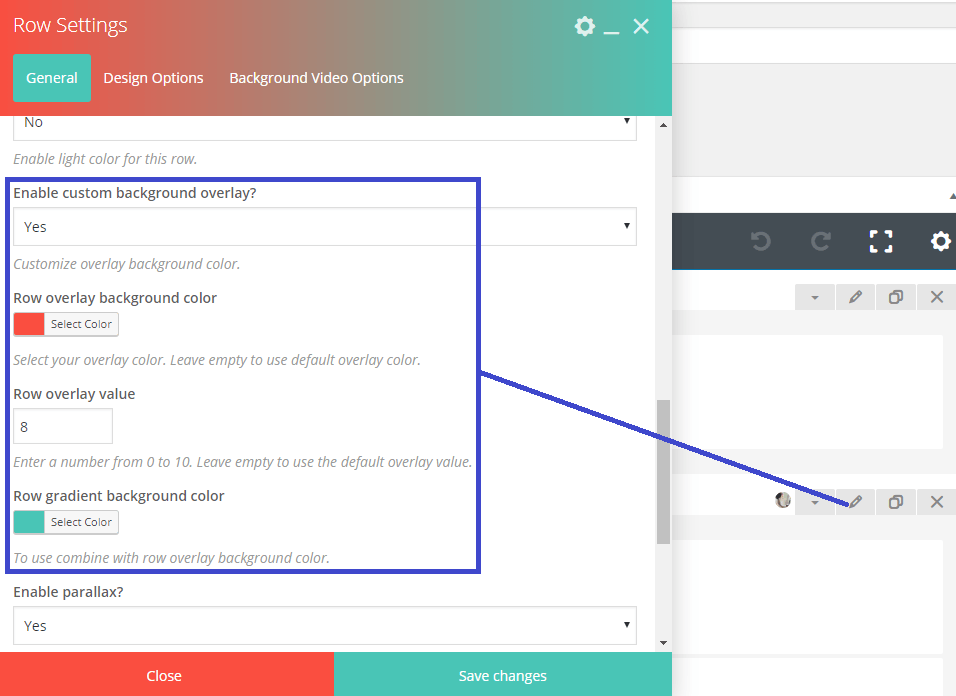 Row Settings
General Design Options Background Video Options
No
Enable light color for this row.
Enable custom background overlay?
Yes
Customize overlay background color.
Row overlay background color
Select Color
Select your overlay color. Leave empty to use default overlay color.
Row overlay value
8
Enter a number from 0 to 10. Leave empty to use the default overlay value.
Row gradient background color
Select Color
To use combine with row overlay background color.
Enable parallax?
Yes
Close Save changes